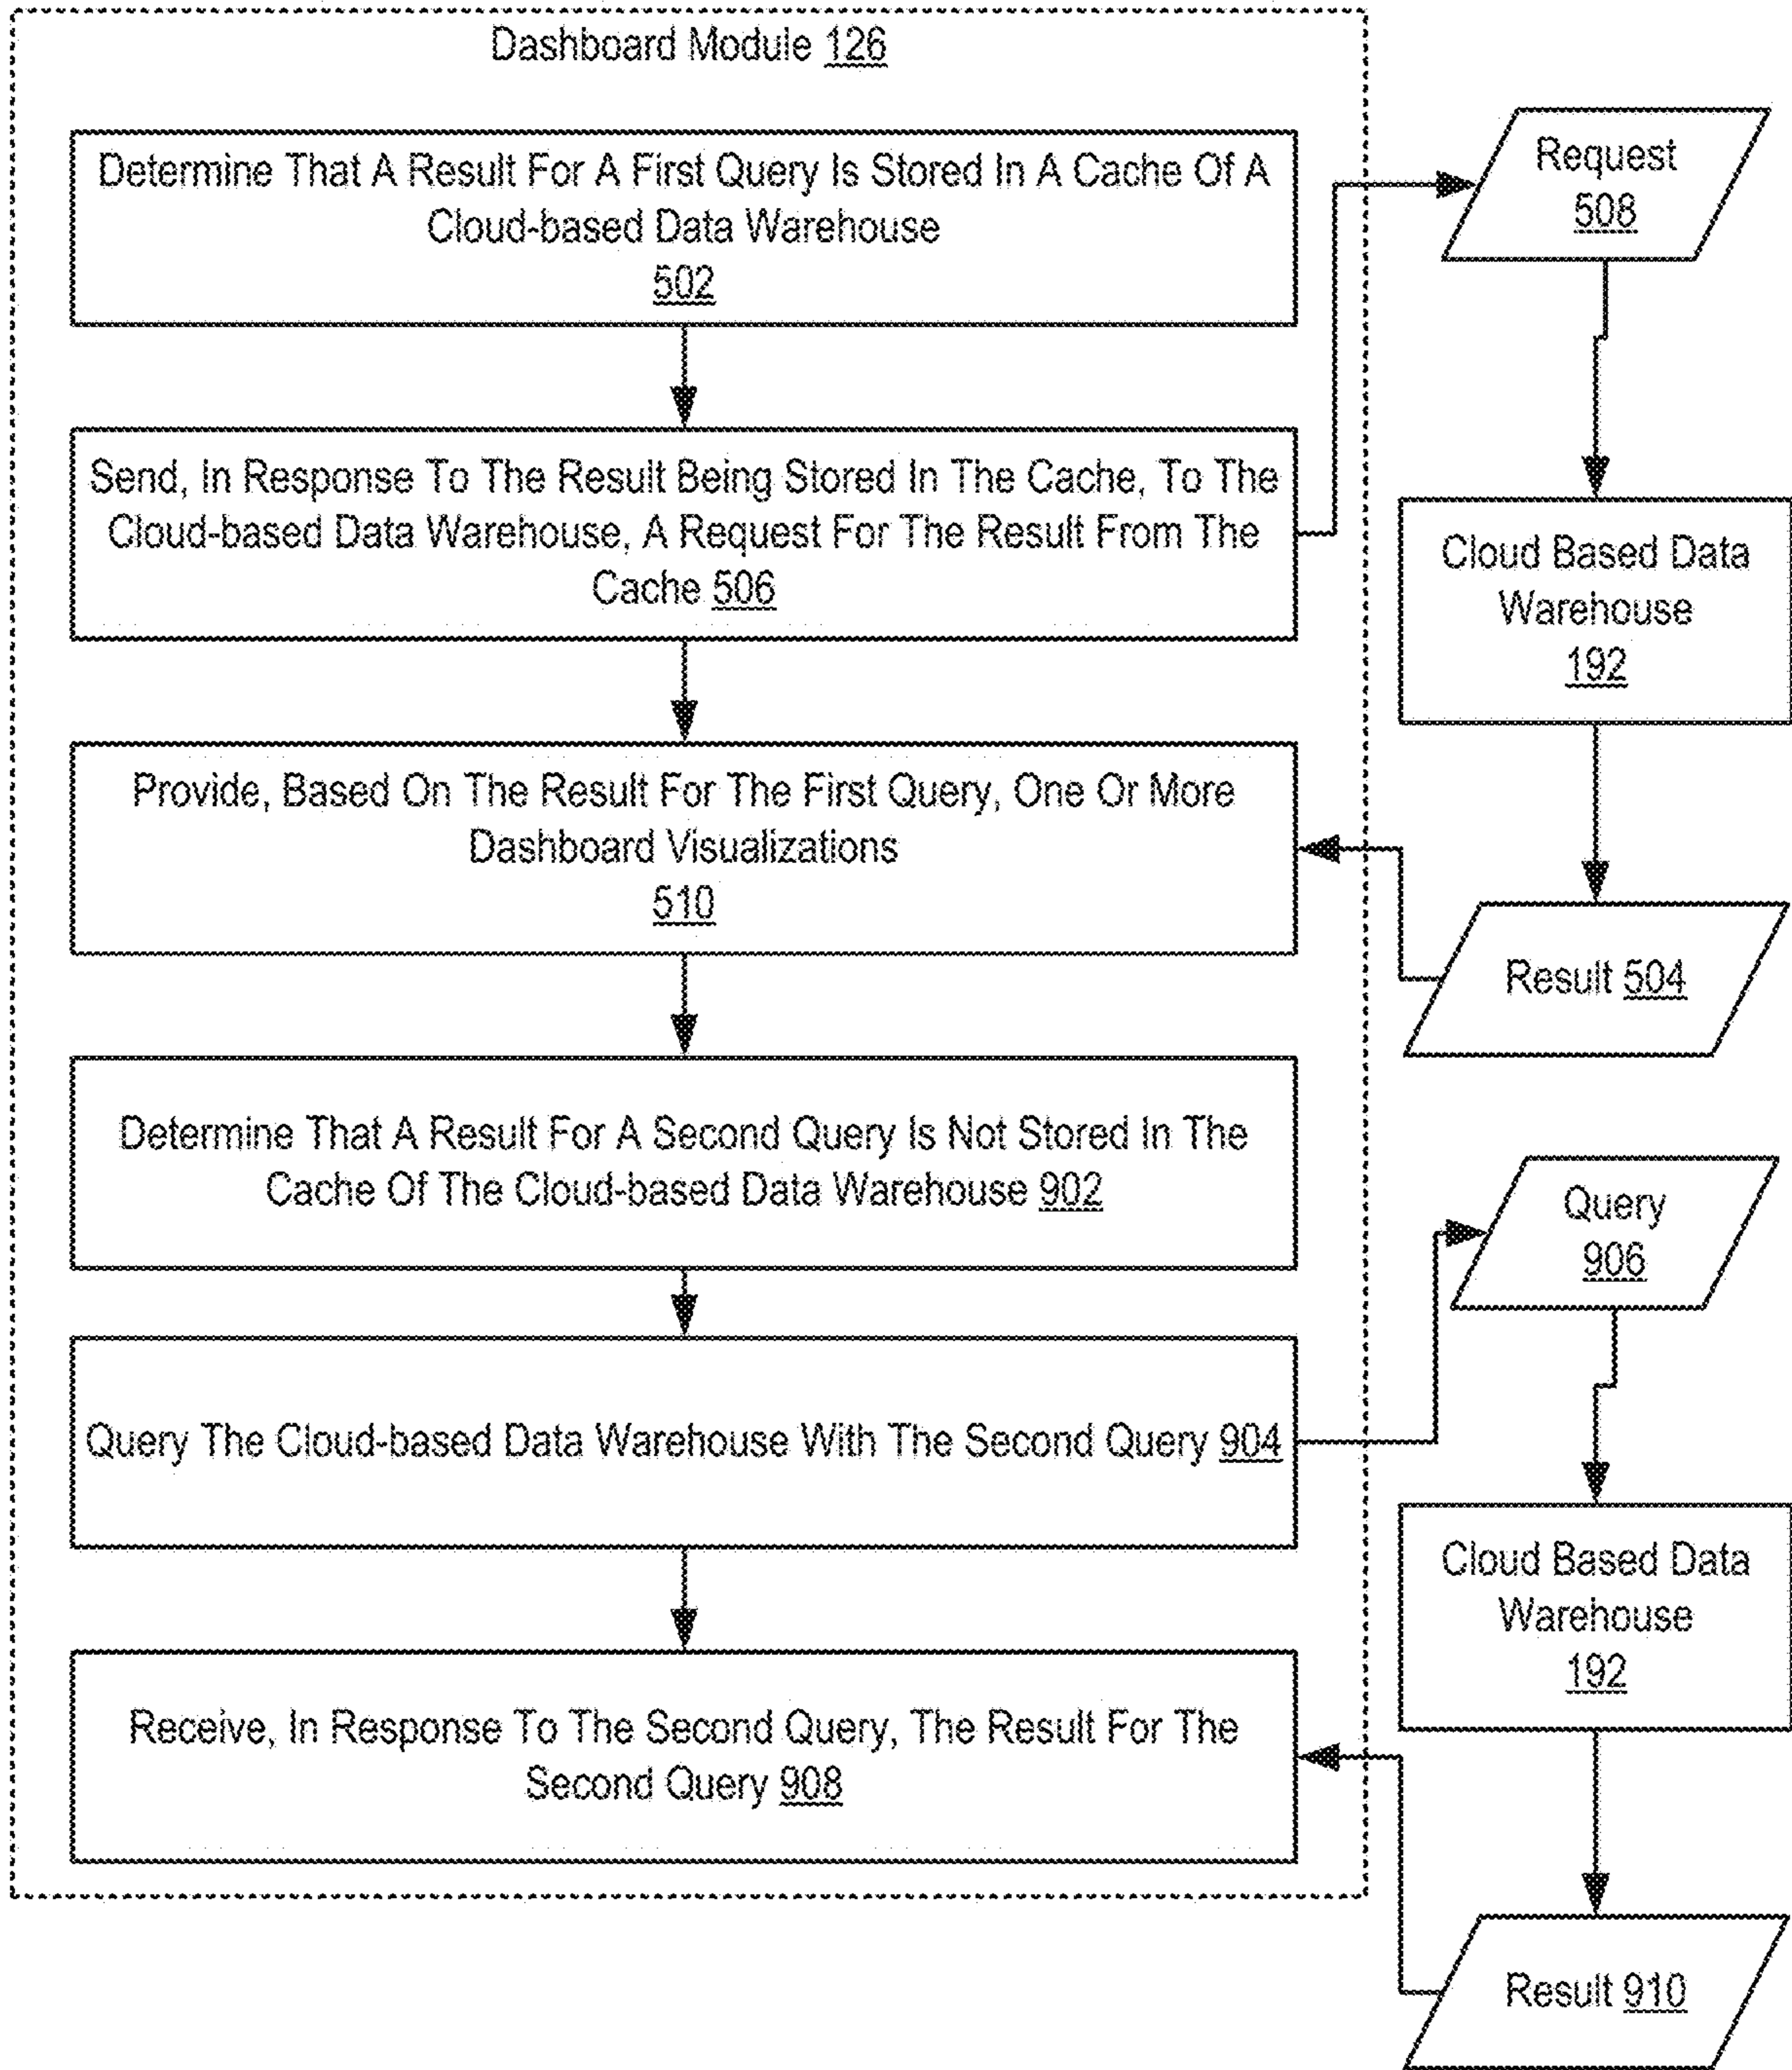 Dashboard Module 126
Determine That A Result For A First Query Is Stored In A Cache Of A
Cloud-based Data Warehouse
502
Request
508
Send, In Response To The Result Being Stored In The Cache, To The
Cloud-based Data Warehouse, A Request For The Result From The
Cache 506
Cloud Based Data
Warehouse
192
Provide, Based On The Result For The First Query, One Or More
Dashboard Visualizations
510
Result 504
Determine That A Result For A Second Query Is Not Stored In The
Cache Of The Cloud-based Data Warehouse 902
Query
906
Query The Cloud-based Data Warehouse With The Second Query 904
Cloud Based Data
Warehouse
192
Receive, In Response To The Second Query, The Result For The
Second Query 908
Result 910